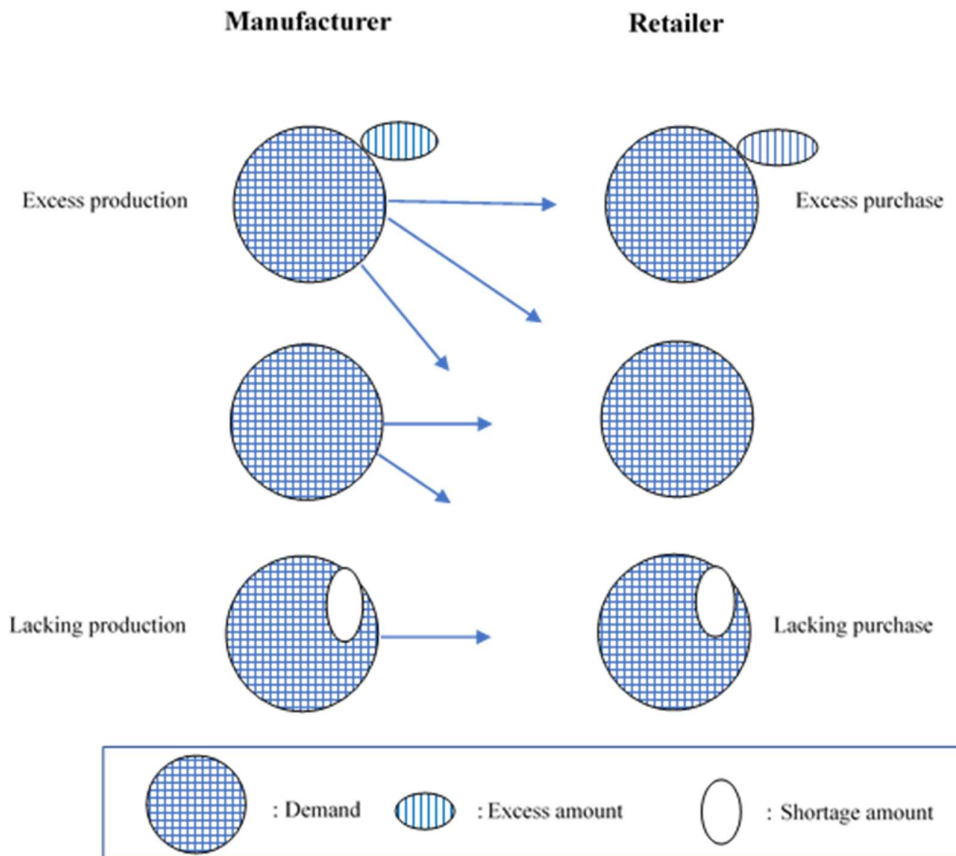 Manufacturer Retailer
Excess production Excess purchase
Lacking production Lacking purchase
: Demand : Excess amount : Shortage amount